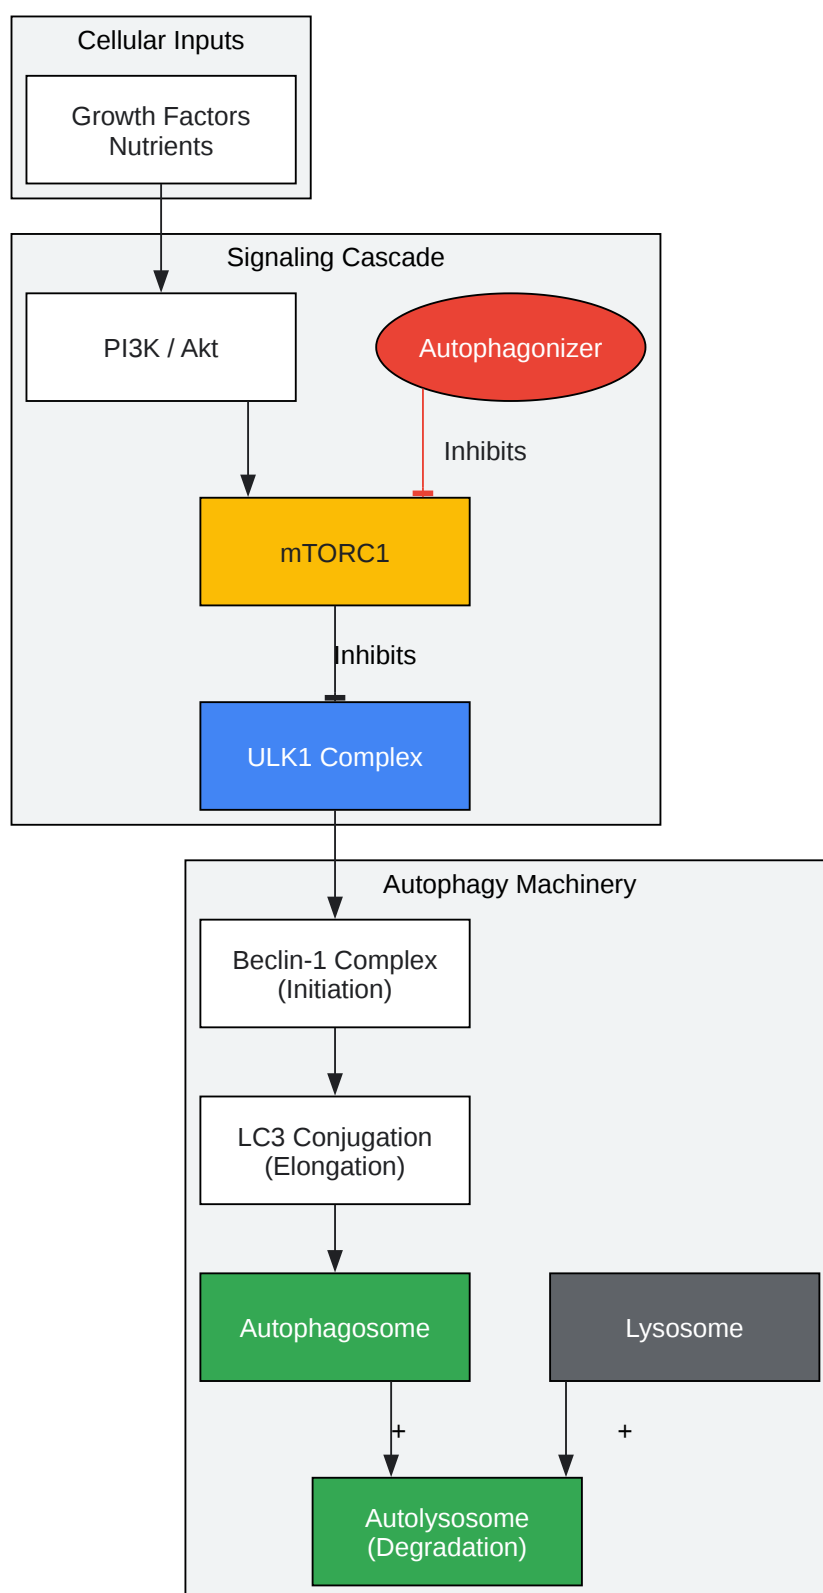 Cellular Inputs
Growth Factors
Nutrients
Signaling Cascade
PI3K / Akt
Autophagonizer
Inhibits
mTORC1
Inhibits
ULK1 Complex
Autophagy Machinery
Beclin-1 Complex
(Initiation)
LC3 Conjugation
(Elongation)
Autophagosome
Lysosome
+
+
Autolysosome
(Degradation)